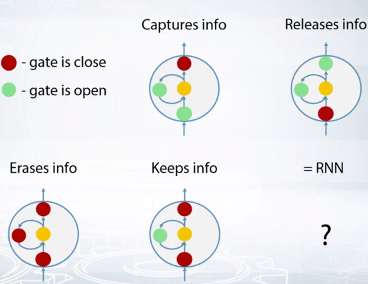 Captures info
Releases info
- gate is close
- gate is open
Erases info
Keeps info
= RNN
?